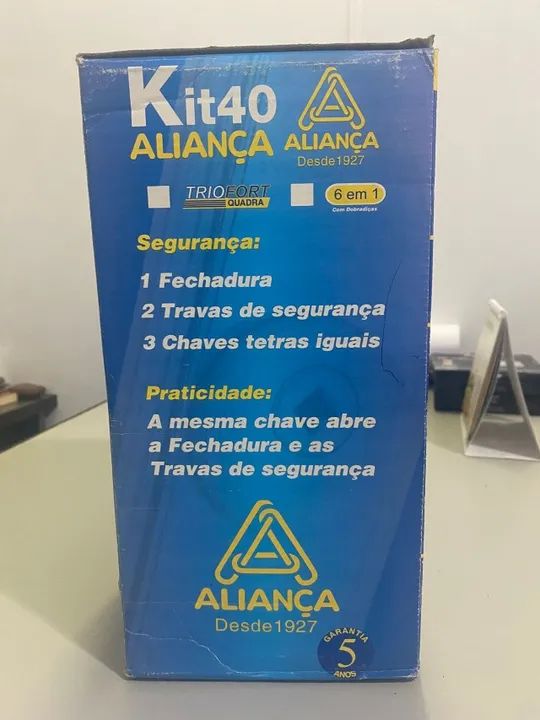 Kit40
ALIANÇA
ALIANÇA
Desde1927
TRIOFORT
QUADRA
6 em 1
Com Dobradiças
Segurança:
1 Fechadura
2 Travas de segurança
3 Chaves tetras iguais
Praticidade:
A mesma chave abre
a Fechadura e as
Travas de segurança
ALIANÇA
Desde1927
GARANTIA
5
ANOS